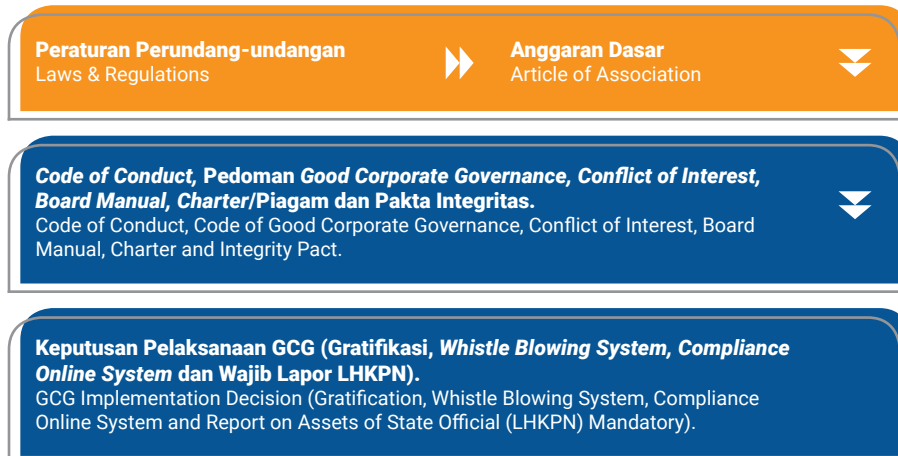 Peraturan Perundang-undangan
Laws & Regulations
Anggaran Dasar
Article of Association
Code of Conduct, Pedoman Good Corporate Governance, Conflict of Interest,
Board Manual, Charter/Piagam dan Pakta Integritas.
Code of Conduct, Code of Good Corporate Governance, Conflict of Interest, Board
Manual, Charter and Integrity Pact.
Keputusan Pelaksanaan GCG (Gratifikasi, Whistle Blowing System, Compliance
Online System dan Wajib Lapor LHKPN).
GCG Implementation Decision (Gratification, Whistle Blowing System, Compliance
Online System and Report on Assets of State Official (LHKPN) Mandatory).